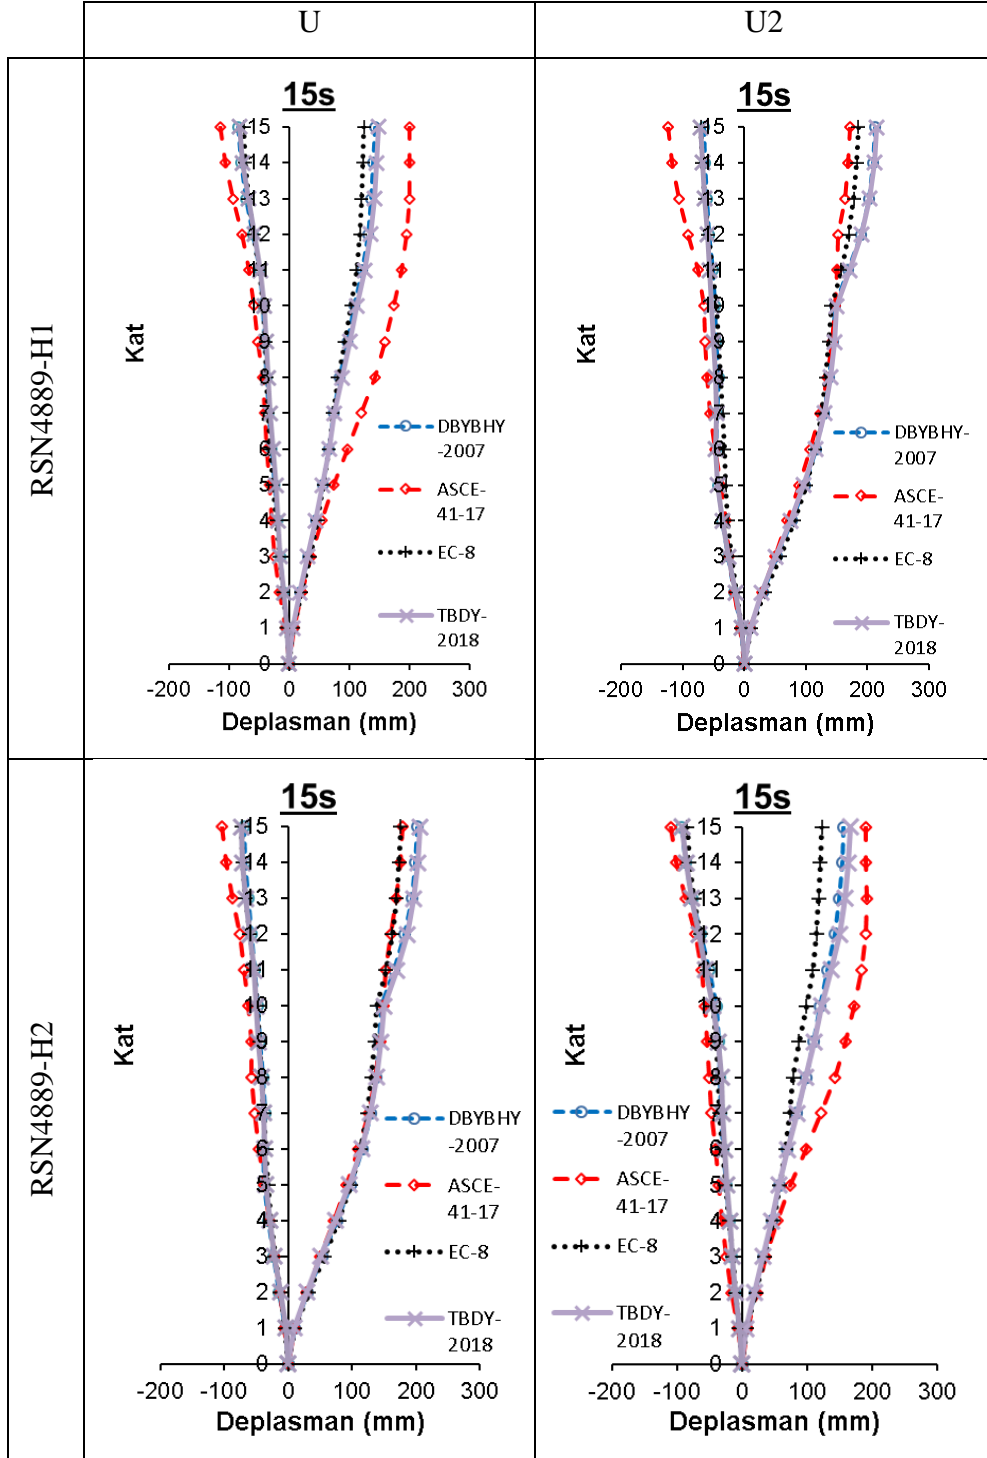 U
U2
RSN4889-H1
15s
15
14
13
12
11
10
9
8
7
6
5
4
3
2
1
0
Kat
-200 -100 0 100 200 300
Deplasman (mm)
DBYBHY
-2007
ASCE-
41-17
EC-8
TBDY-
2018
15s
15
14
13
12
11
10
9
8
7
6
5
4
3
2
1
0
Kat
-200 -100 0 100 200 300
Deplasman (mm)
DBYBHY-
2007
ASCE-
41-17
EC-8
TBDY-
2018
RSN4889-H2
15s
15
14
13
12
11
10
9
8
7
6
5
4
3
2
1
0
Kat
-200 -100 0 100 200 300
Deplasman (mm)
DBYBHY
-2007
ASCE-
41-17
EC-8
TBDY-
2018
15s
15
14
13
12
11
10
9
8
7
6
5
4
3
2
1
0
Kat
-200 -100 0 100 200 300
Deplasman (mm)
DBYBHY
-2007
ASCE-
41-17
EC-8
TBDY-
2018